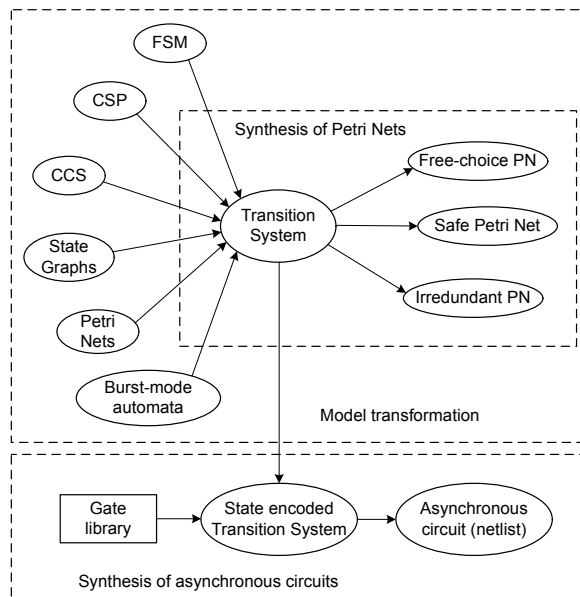 FSM
CSP
Synthesis of Petri Nets
Free-choice PN
CCS
Transition
System
Safe Petri Net
State
Graphs
Irredundant PN
Petri
Nets
Burst-mode
automata
Model transformation
Gate
library
State encoded
Transition System
Asynchronous
circuit (netlist)
Synthesis of asynchronous circuits